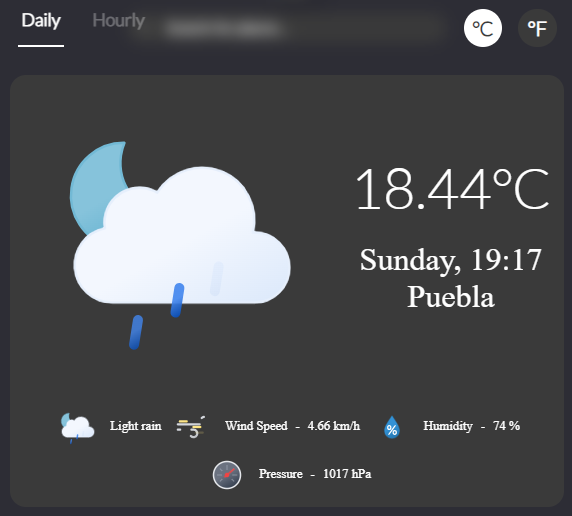 Daily Hourly °C °F
18.44°C
Sunday, 19:17
Puebla
Light rain Wind Speed - 4.66 km/h % Humidity - 74 %
Pressure - 1017 hPa